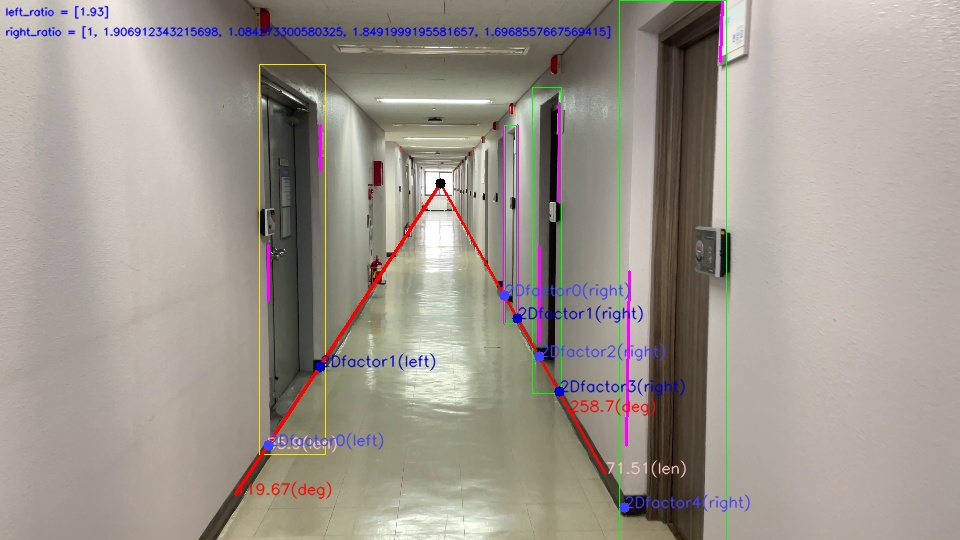 left_ratio = [1.93]
right_ratio = [1, 1.906912343215698, 1.084273300580325, 1.8491999195581657, 1.6968557667569415]
2Dfactor0(right)
2Dfactor1(right)
2Dfactor2(right)
2Dfactor1(left)
2Dfactor3(right)
258.7(deg)
2Dfactor0(left)
71.51(len)
19.67(deg)
2Dfactor4(right)